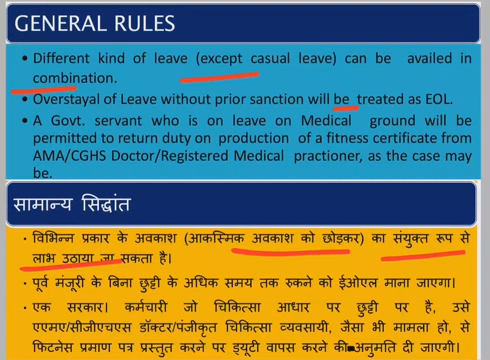 GENERAL RULES
• Different kind of leave (except casual leave) can be availed in
combination.
• Overstayal of Leave without prior sanction will be treated as EOL.
• A Govt. servant who is on leave on Medical ground will be
permitted to return duty on production of a fitness certificate from
AMA/CGHS Doctor/Registered Medical practioner, as the case may
be.
सामान्य सिद्धांत
• विभिन्न प्रकार के अवकाश (आकस्मिक अवकाश को छोड़कर) का संयुक्त रूप से
लाभ उठाया जा सकता है।
• पूर्व मंजूरी के बिना छुट्टी के अधिक समय तक रुकने को ईओएल माना जाएगा।
• एक सरकार। कर्मचारी जो चिकित्सा आधार पर छुट्टी पर है, उसे
एएमए/सीजीएचएस डॉक्टर/पंजीकृत चिकित्सा व्यवसायी, जैसा भी मामला हो, से
फिटनेस प्रमाण पत्र प्रस्तुत करने पर ड्यूटी वापस करने की अनुमति दी जाएगी।